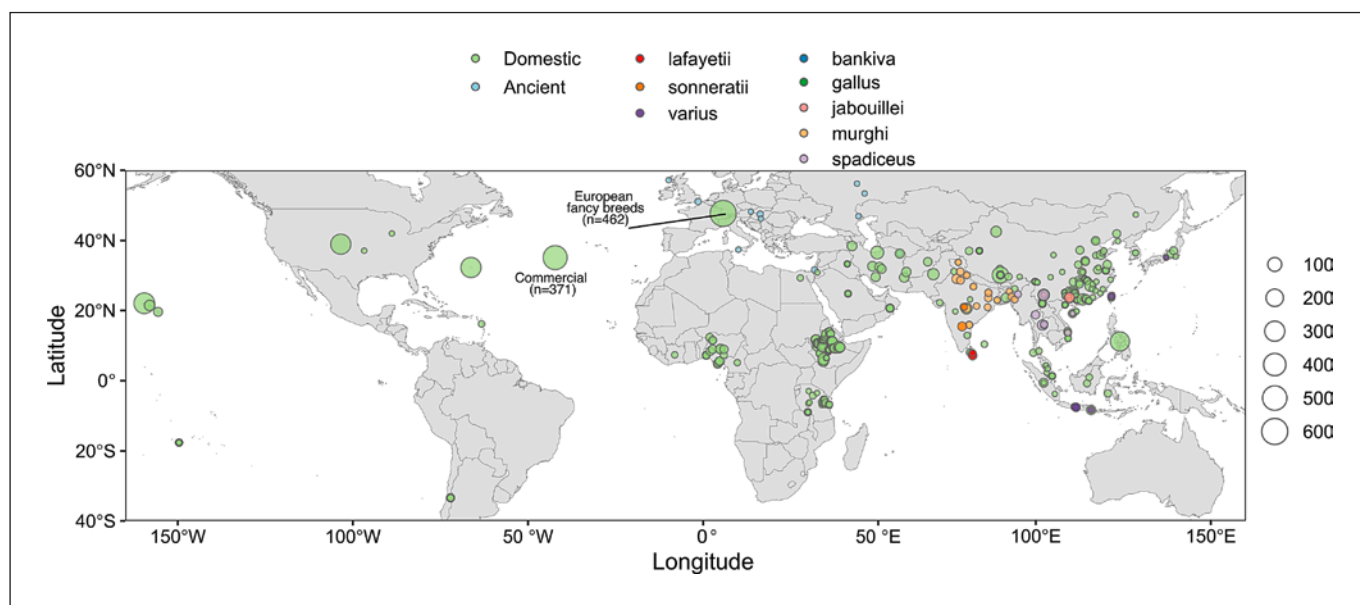 Domestic
Ancient
lafayetii
sonneratii
varius
bankiva
gallus
jabouillei
murghi
spadiceus
Latitude
60°N
40°N
20°N
0°
20°S
40°S
European
fancy breeds
(n=462)
Commercial
(n=371)
100
200
300
400
500
600
150°W
100°W
50°W
0°
50°E
100°E
150°E
Longitude